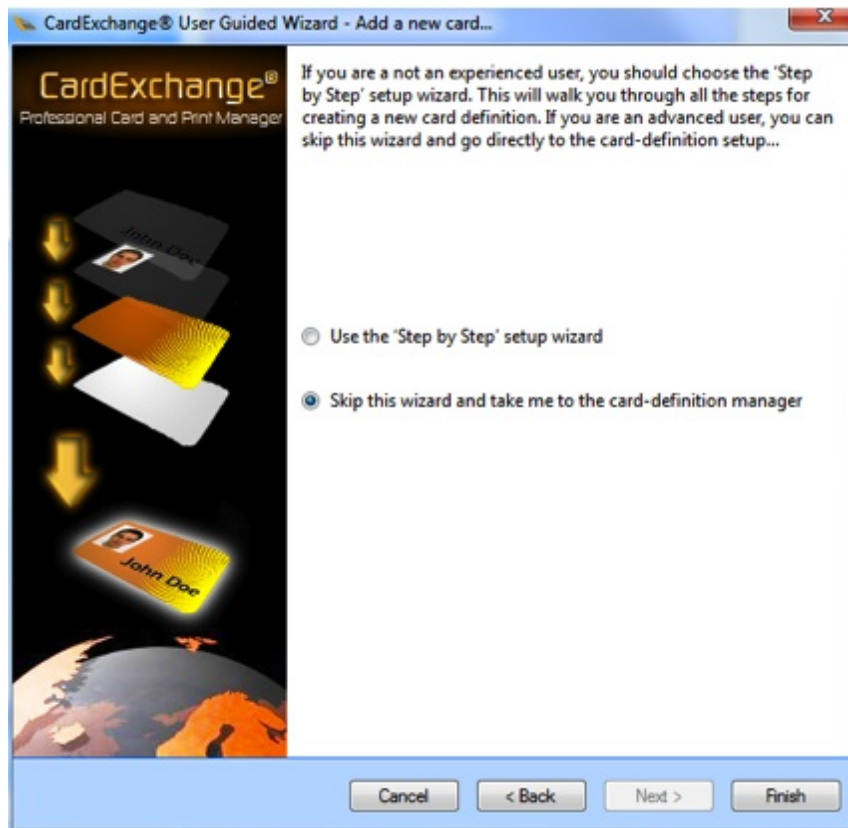 CardExchange® User Guided Wizard - Add a new card...
CardExchange®
Professional Card and Print Manager
If you are a not an experienced user, you should choose the 'Step
by Step' setup wizard. This will walk you through all the steps for
creating a new card definition. If you are an advanced user, you can
skip this wizard and go directly to the card-definition setup...
John Doe
Use the 'Step by Step' setup wizard
Skip this wizard and take me to the card-definition manager
John Doe
Cancel
< Back
Next >
Finish